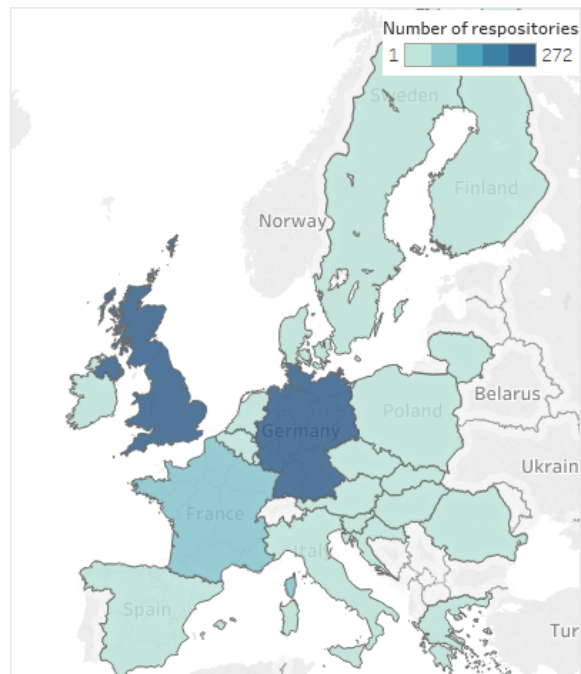 Number of respositories
1 272
Sweden
Finland
Norway
Belarus
Poland
Germany
Ukrain
France
Italy
Spain
Tur